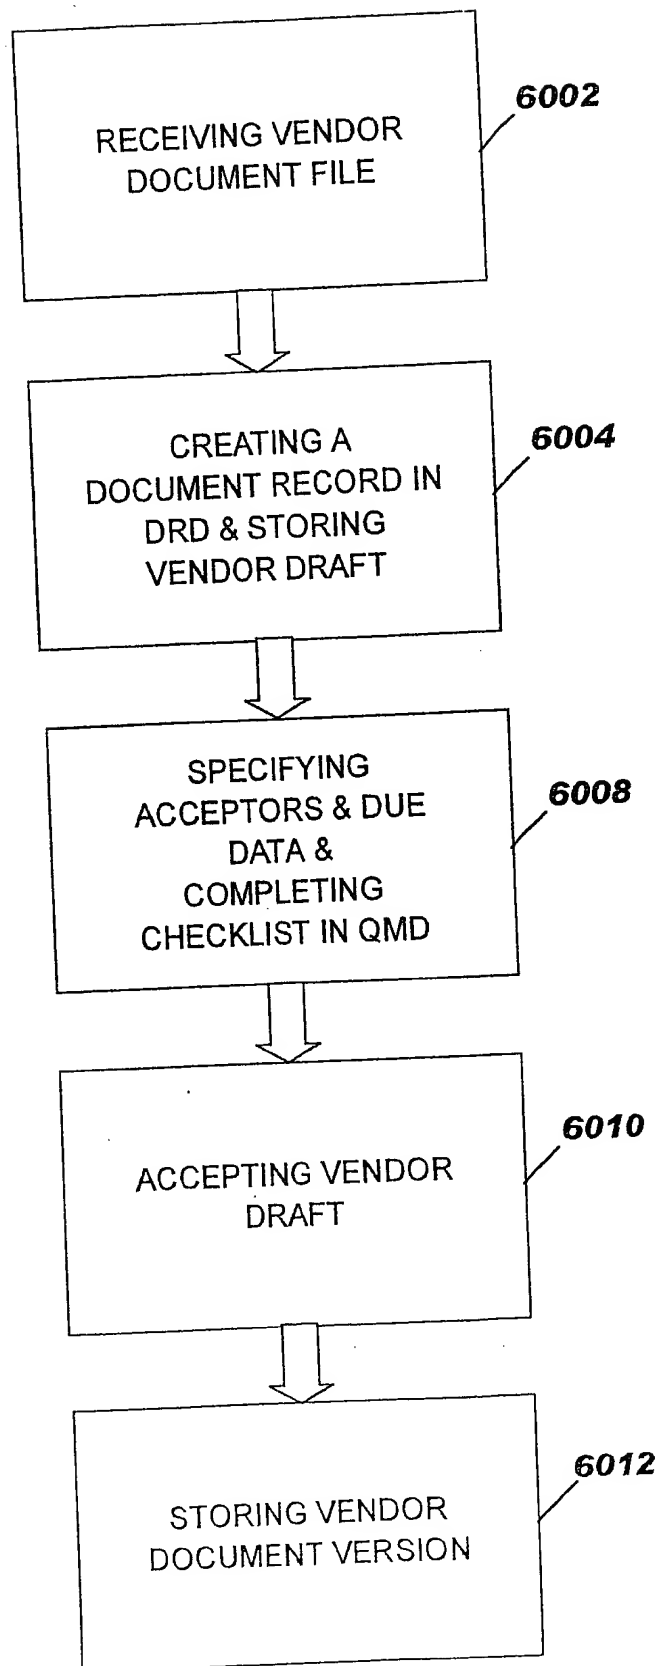 RECEIVING VENDOR
DOCUMENT FILE
6002
CREATING A
DOCUMENT RECORD IN
DRD & STORING
VENDOR DRAFT
6004
SPECIFYING
ACCEPTORS & DUE
DATA &
COMPLETING
CHECKLIST IN QMD
6008
ACCEPTING VENDOR
DRAFT
6010
STORING VENDOR
DOCUMENT VERSION
6012